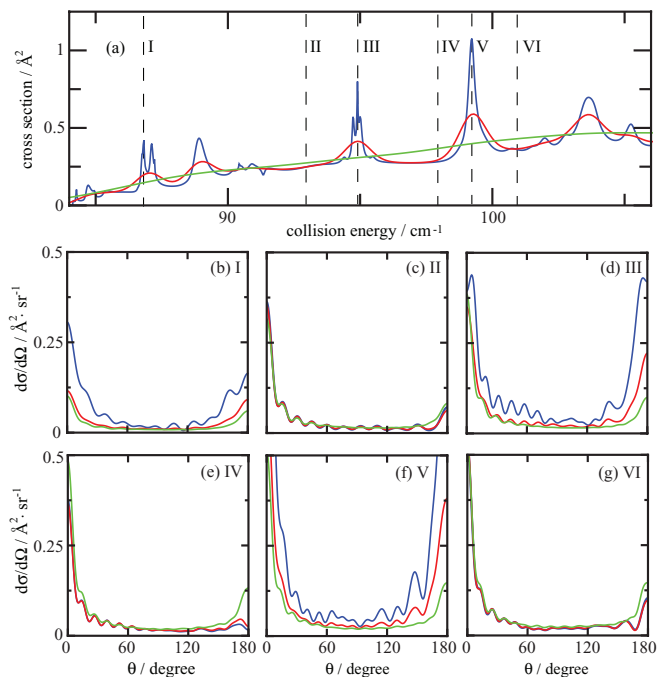 (a) I II III IV V VI
1
0.5
0
cross section / Å²
90 100
collision energy / cm⁻¹
(b) I (c) II (d) III
0.5
0.25
0
dσ/dΩ / Å²· sr⁻¹
(e) IV (f) V (g) VI
0.5
0.25
0
dσ/dΩ / Å²· sr⁻¹
0 60 120 180 0 60 120 180 0 60 120 180
θ / degree θ / degree θ / degree